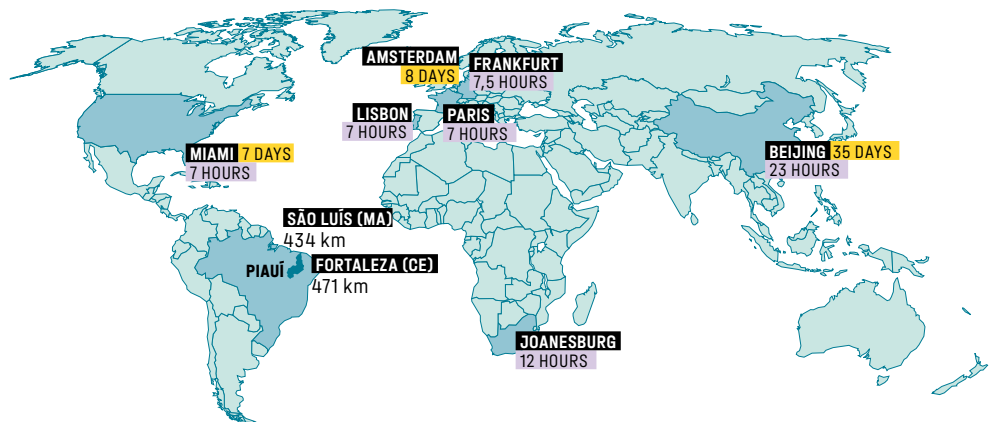 AMSTERDAM
8 DAYS
FRANKFURT
7,5 HOURS
LISBON
7 HOURS
PARIS
7 HOURS
MIAMI 7 DAYS
7 HOURS
BEIJING 35 DAYS
23 HOURS
SÃO LUÍS (MA)
434 km
PIAUÍ
FORTALEZA (CE)
471 km
JOANESBURG
12 HOURS